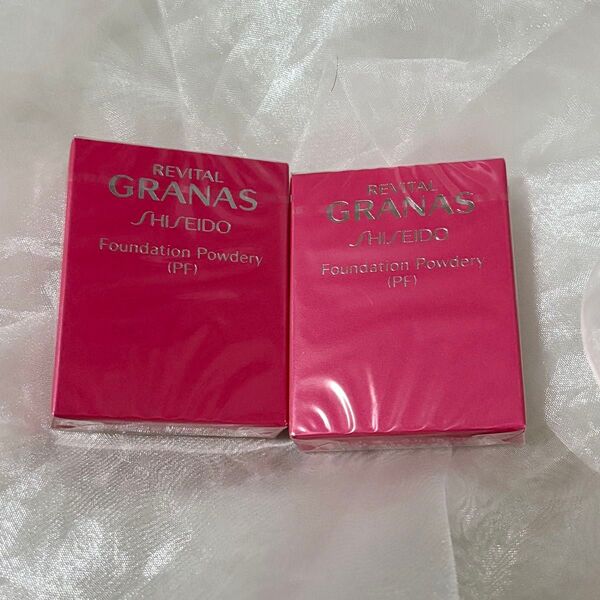 REVITAL
GRANAS
SHISEIDO
Foundation Powdery
(PF)
REVITAL
GRANAS
SHISEIDO
Foundation Powdery
(PF)